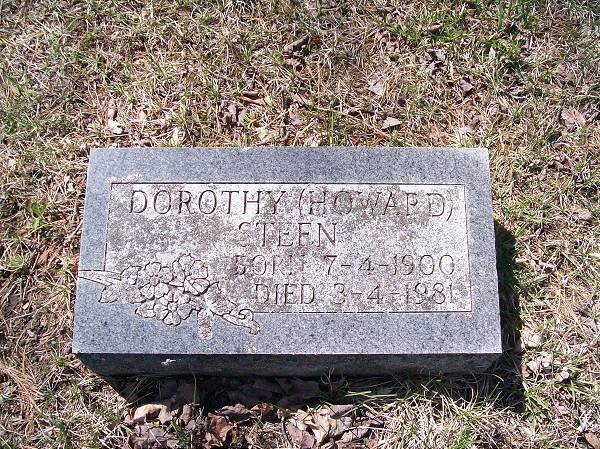 DOROTHY (HOWARD)
STEEN
BORN 7-4-1900
DIED 3-4-1981